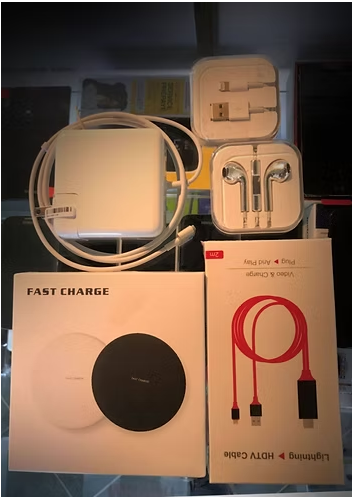 FAST CHARGE
Lightning ▶ HDTV Cable
Video & Charge
Plug ▶ And Play
2m